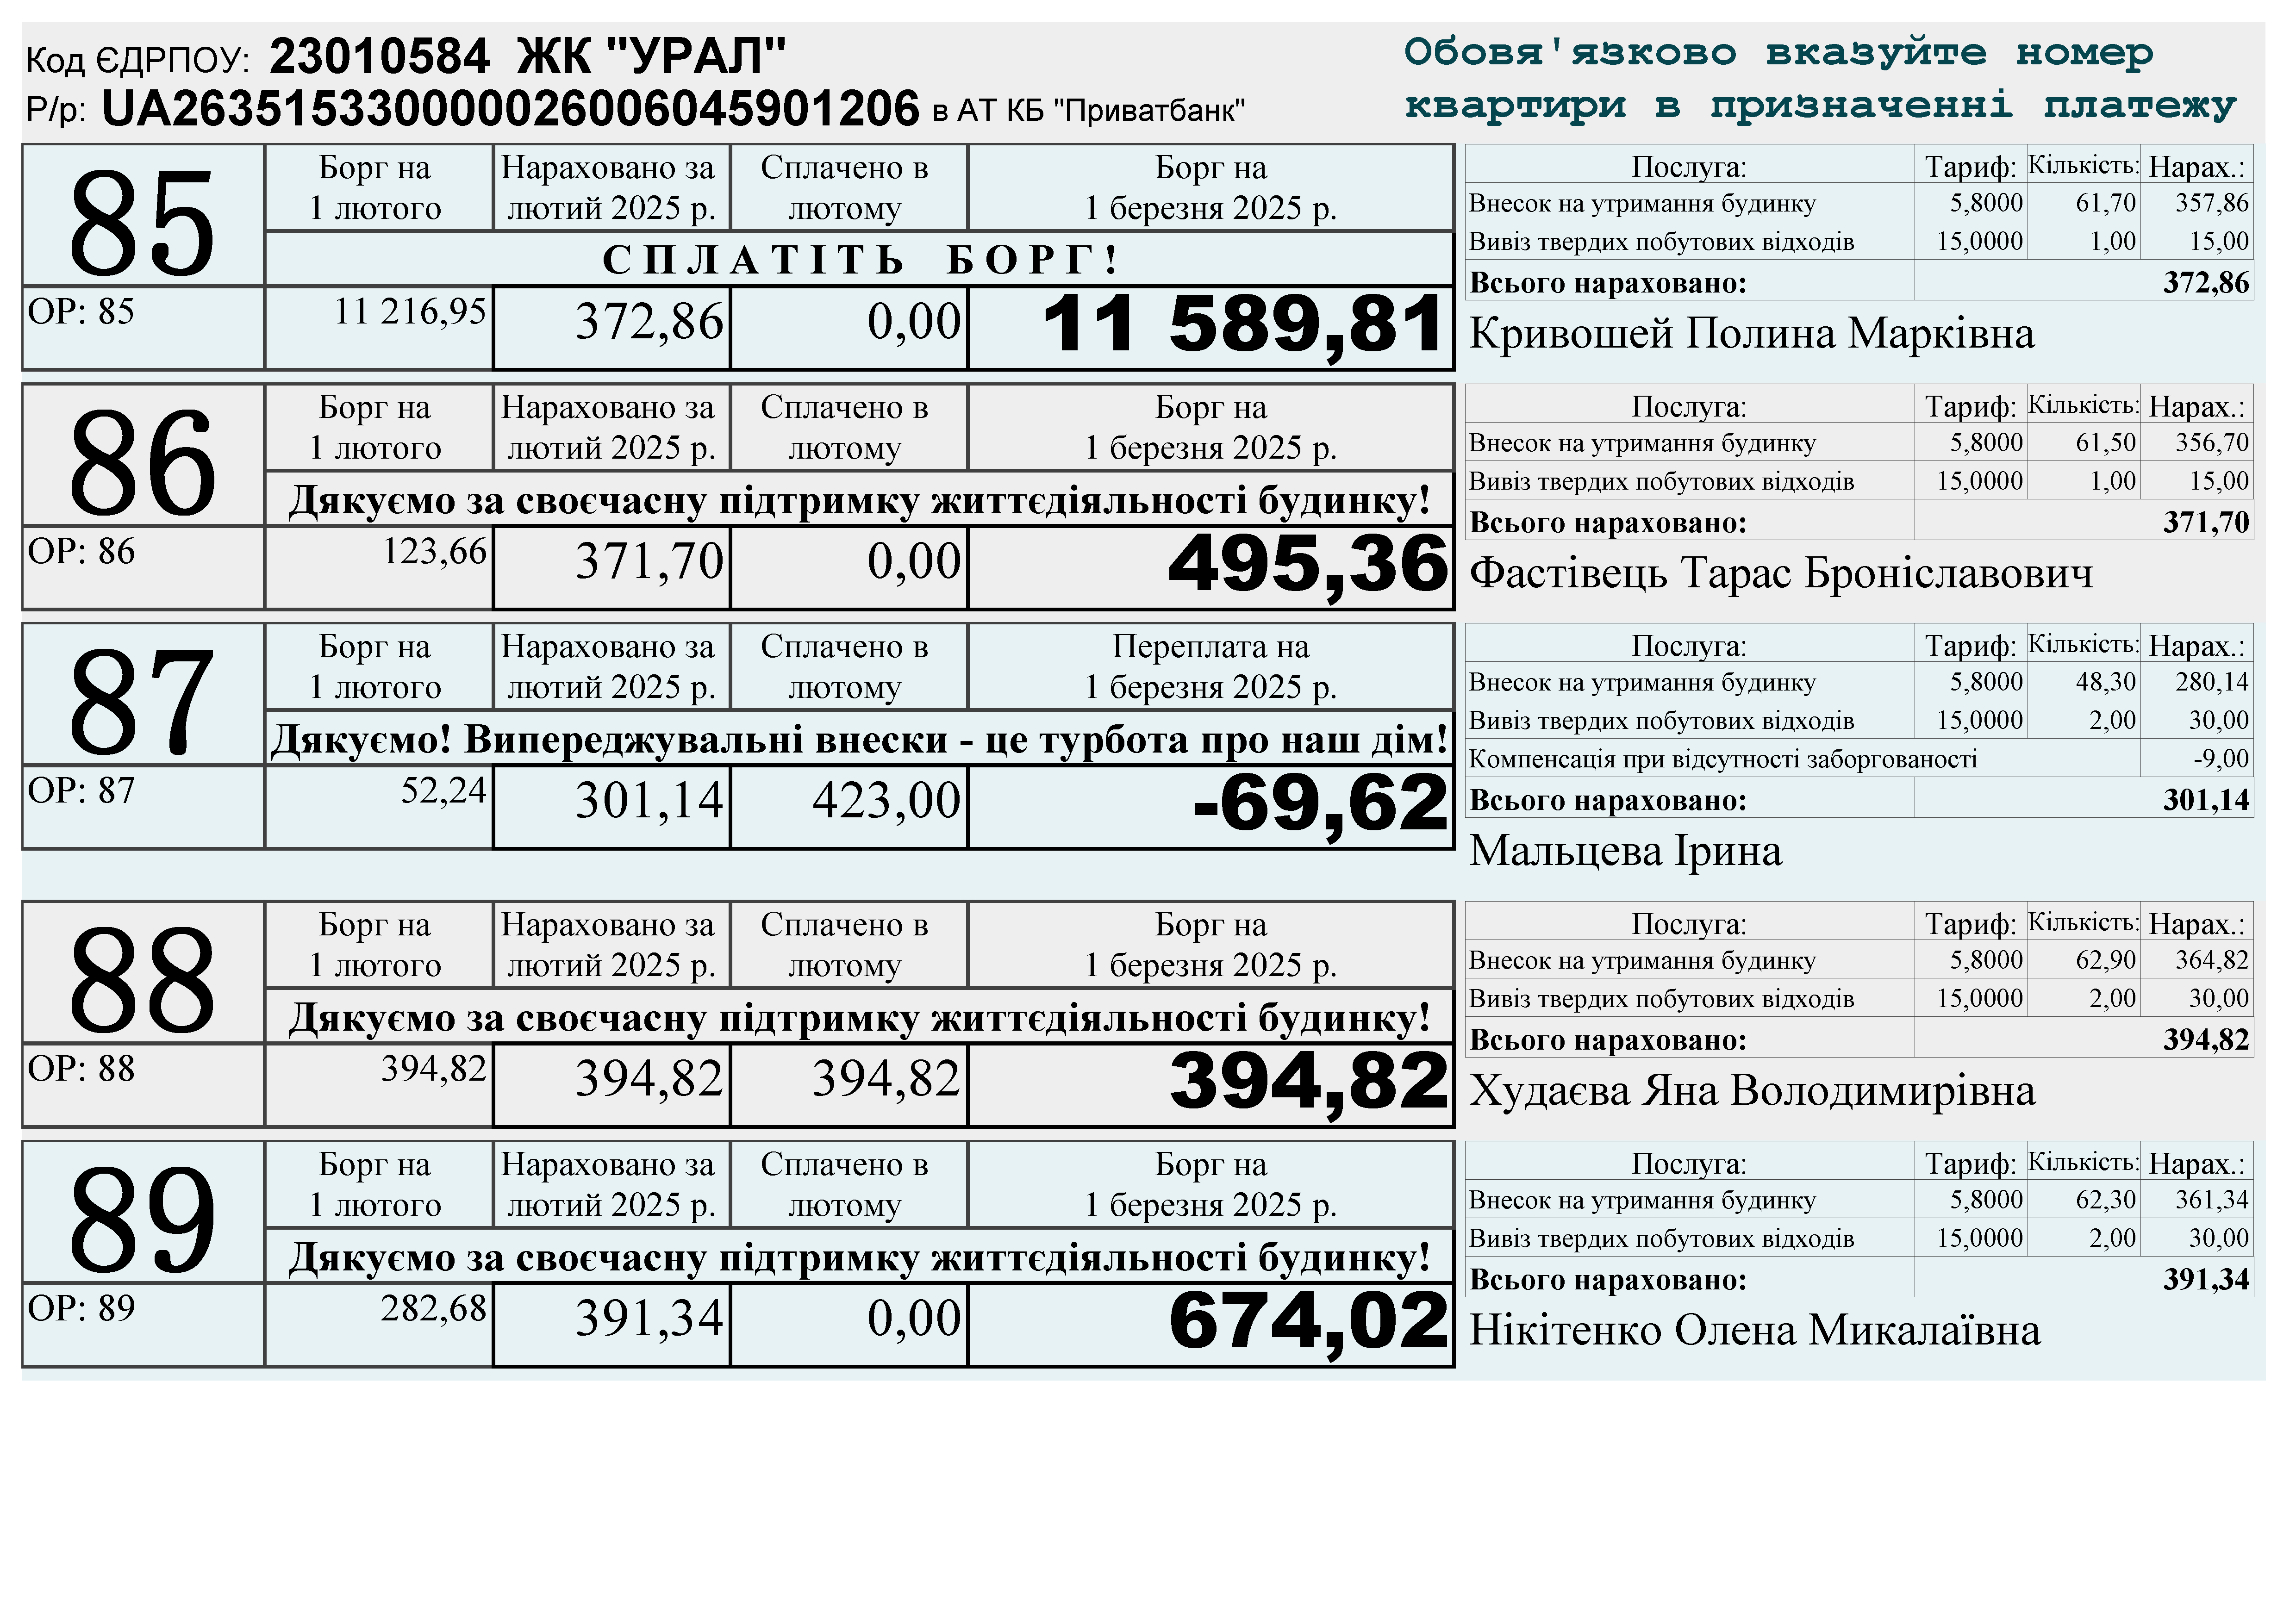 Код ЄДРПОУ: 23010584 ЖК "УРАЛ"
Р/р: UA263515330000026006045901206 в АТ КБ "Приватбанк"
Обовя'язково вказуйте номер
квартири в призначенні платежу
85
Борг на
1 лютого
Нараховано за
лютий 2025 р.
Сплачено в
лютому
Борг на
1 березня 2025 р.
СПЛАТІТЬ БОРГ!
ОР: 85 11 216,95 372,86 0,00 11 589,81
Послуга: Тариф: Кількість: Нарах.:
Внесок на утримання будинку 5,8000 61,70 357,86
Вивіз твердих побутових відходів 15,0000 1,00 15,00
Всього нараховано: 372,86
Кривошей Полина Марківна
86
Борг на
1 лютого
Нараховано за
лютий 2025 р.
Сплачено в
лютому
Борг на
1 березня 2025 р.
Дякуємо за своєчасну підтримку життєдіяльності будинку!
ОР: 86 123,66 371,70 0,00 495,36
Послуга: Тариф: Кількість: Нарах.:
Внесок на утримання будинку 5,8000 61,50 356,70
Вивіз твердих побутових відходів 15,0000 1,00 15,00
Всього нараховано: 371,70
Фастівець Тарас Броніславович
87
Борг на
1 лютого
Нараховано за
лютий 2025 р.
Сплачено в
лютому
Переплата на
1 березня 2025 р.
Дякуємо! Випереджувальні внески - це турбота про наш дім!
ОР: 87 52,24 301,14 423,00 -69,62
Послуга: Тариф: Кількість: Нарах.:
Внесок на утримання будинку 5,8000 48,30 280,14
Вивіз твердих побутових відходів 15,0000 2,00 30,00
Компенсація при відсутності заборгованості -9,00
Всього нараховано: 301,14
Мальцева Ірина
88
Борг на
1 лютого
Нараховано за
лютий 2025 р.
Сплачено в
лютому
Борг на
1 березня 2025 р.
Дякуємо за своєчасну підтримку життєдіяльності будинку!
ОР: 88 394,82 394,82 394,82 394,82
Послуга: Тариф: Кількість: Нарах.:
Внесок на утримання будинку 5,8000 62,90 364,82
Вивіз твердих побутових відходів 15,0000 2,00 30,00
Всього нараховано: 394,82
Худаєва Яна Володимирівна
89
Борг на
1 лютого
Нараховано за
лютий 2025 р.
Сплачено в
лютому
Борг на
1 березня 2025 р.
Дякуємо за своєчасну підтримку життєдіяльності будинку!
ОР: 89 282,68 391,34 0,00 674,02
Послуга: Тариф: Кількість: Нарах.:
Внесок на утримання будинку 5,8000 62,30 361,34
Вивіз твердих побутових відходів 15,0000 2,00 30,00
Всього нараховано: 391,34
Нікітенко Олена Микалаївна